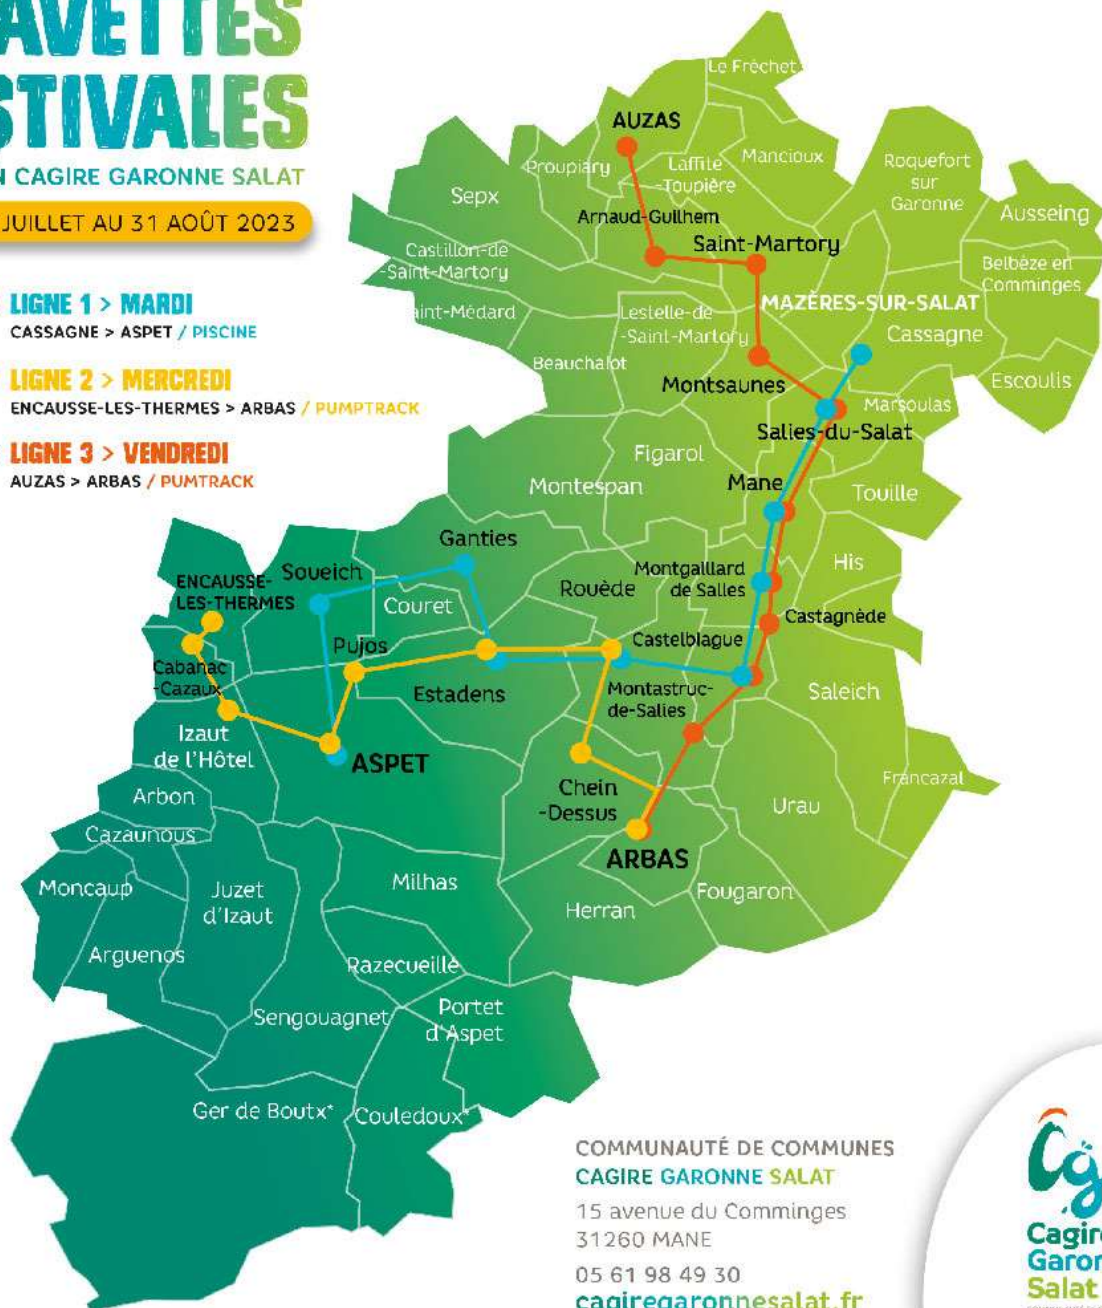 AVETTES
STIVALES
N CAGIRE GARONNE SALAT
JUILLET AU 31 AOÛT 2023
LIGNE 1 > MARDI
CASSAGNE > ASPET / PISCINE
LIGNE 2 > MERCREDI
ENCAUSSE-LES-THERMES > ARBAS / PUMPTRACK
LIGNE 3 > VENDREDI
AUZAS > ARBAS / PUMTRACK
Le Fréchet
AUZAS
Proupiary
Laffite
-Toupière
Mancioux
Roquefort
sur
Garonne
Ausseing
Sepx
Arnaud-Guilhem
Saint-Martory
Castillon-de
-Saint-Martory
Belbèze en
Comminges
aint-Médard
Lestelle-de
-Saint-Martory
MAZÈRES-SUR-SALAT
Cassagne
Beauchalot
Montsaunes
Escoulis
Marsoulas
Salies-du-Salat
Figarol
Montespan
Mane
Touille
Ganties
Soueich
ENCAUSSE-
LES-THERMES
Couret
Rouède
Montgaillard
de Salles
His
Castagnède
Pujos
Castelbiague
Cabanac
-Cazaux
Estadens
Montastruc-
de-Salies
Saleich
Izaut
de l'Hôtel
ASPET
Chein
-Dessus
Francazal
Arbon
Urau
Cazaunous
ARBAS
Moncaup
Juzet
d'Izaut
Milhas
Fougaron
Herran
Arguenos
Razecueillé
Sengouagnet
Portet
d'Aspet
Ger de Boutx*
Couledoux*
COMMUNAUTÉ DE COMMUNES
CAGIRE GARONNE SALAT
15 avenue du Comminges
31260 MANE
05 61 98 49 30
cagiregaronnesalat.fr
Cg
Cagire
Garon
Salat